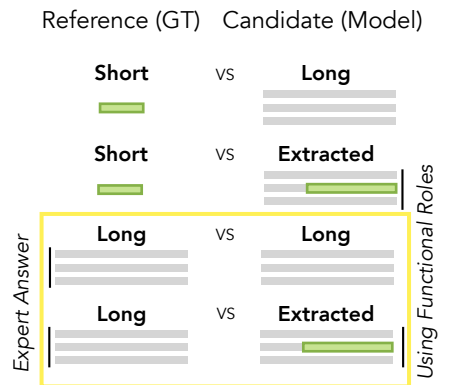 Reference (GT) Candidate (Model)
Short vs Long
Short vs Extracted
Long vs Long
Long vs Extracted
Expert Answer
Using Functional Roles